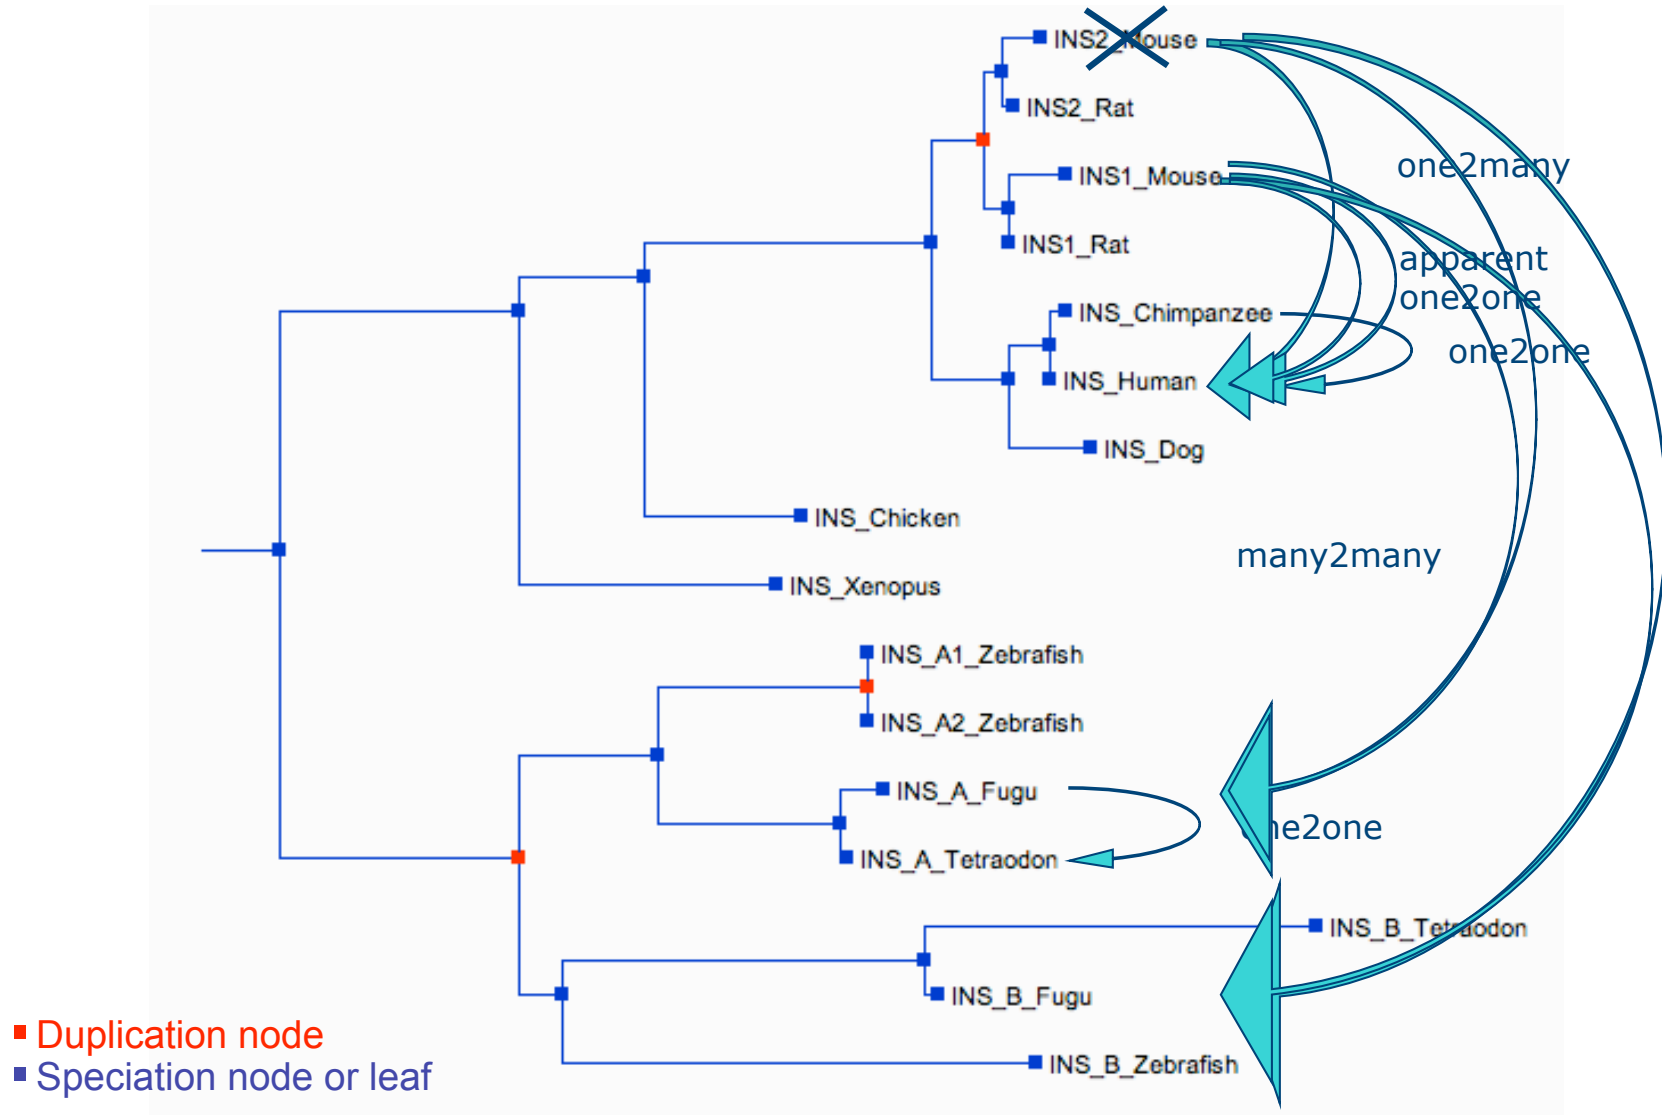 INS2_Mouse
INS2_Rat
one2many
INS1_Mouse
INS1_Rat
apparent
one2one
INS_Chimpanzee
one2one
INS_Human
INS_Dog
INS_Chicken
many2many
INS_Xenopus
INS_A1_Zebrafish
INS_A2_Zebrafish
INS_A_Fugu
one2one
INS_A_Tetraodon
INS_B_Tetraodon
INS_B_Fugu
Duplication node
INS_B_Zebrafish
Speciation node or leaf